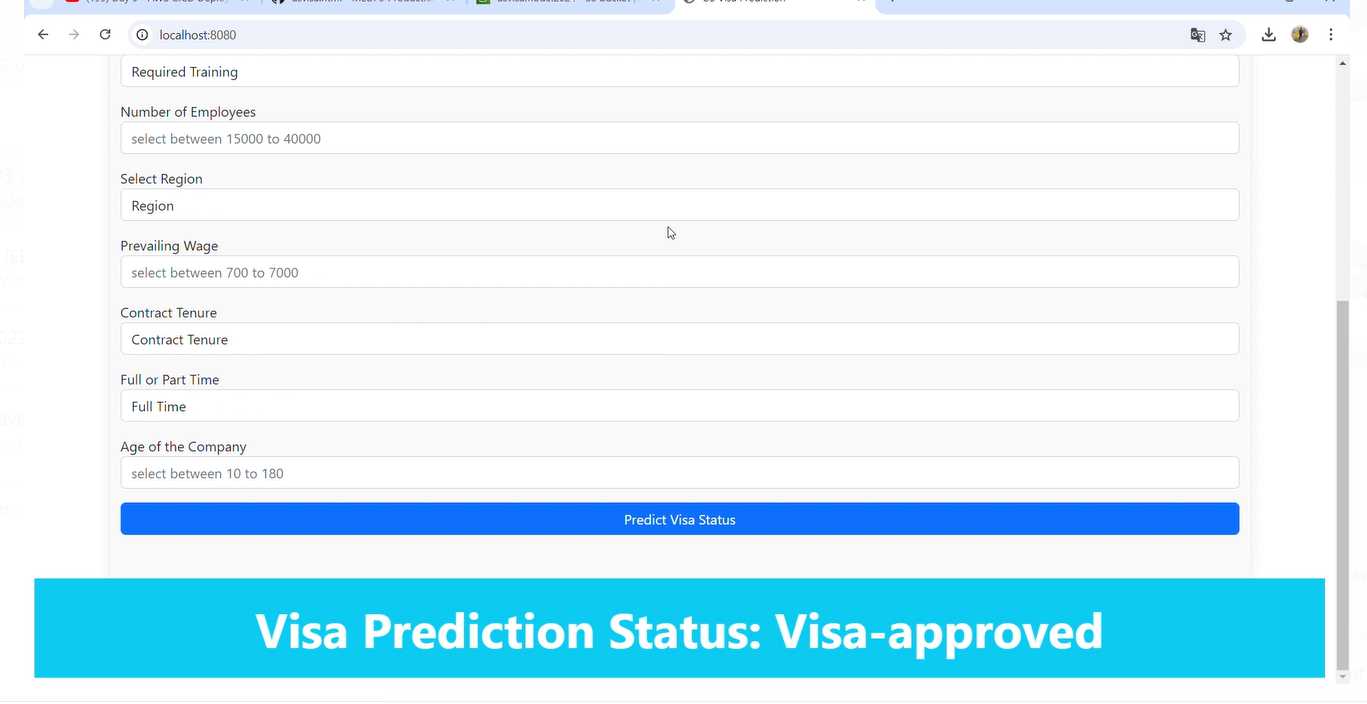 localhost:8080
Required Training
Number of Employees
select between 15000 to 40000
Select Region
Region
Prevailing Wage
select between 700 to 7000
Contract Tenure
Contract Tenure
Full or Part Time
Full Time
Age of the Company
select between 10 to 180
Predict Visa Status
Visa Prediction Status: Visa-approved